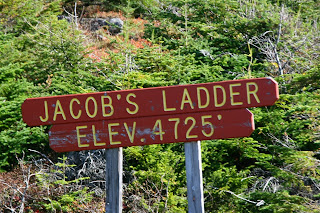 JACOB'S LADDER
ELEV. 4725'